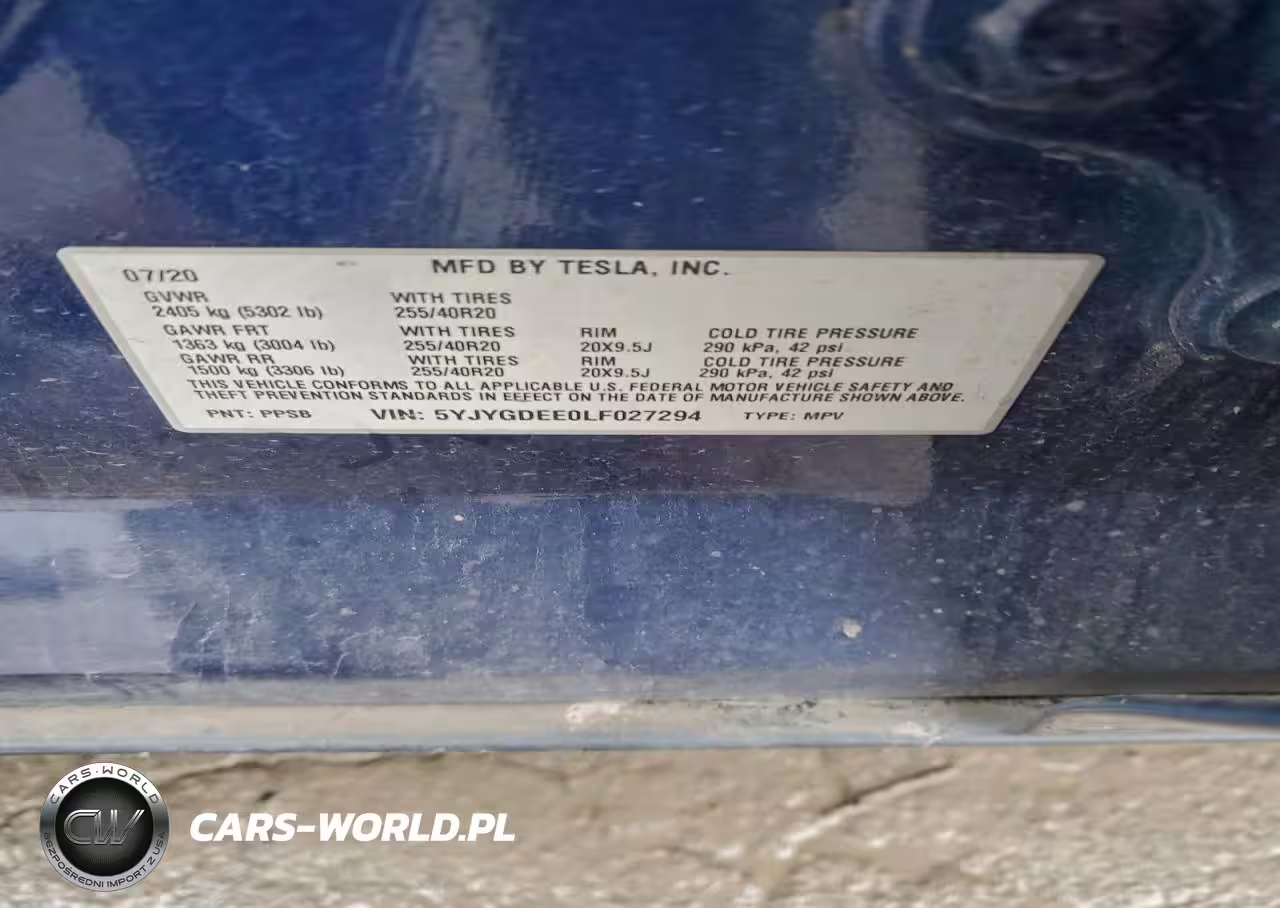 07/20 MFD BY TESLA, INC.
GVWR WITH TIRES
2405 kg (5302 lb) 255/40R20
GAWR FRT WITH TIRES RIM COLD TIRE PRESSURE
1363 kg (3004 lb) 255/40R20 20X9.5J 290 kPa, 42 psi
GAWR RR WITH TIRES RIM COLD TIRE PRESSURE
1500 kg (3306 lb) 255/40R20 20X9.5J 290 kPa, 42 psi
THIS VEHICLE CONFORMS TO ALL APPLICABLE U.S. FEDERAL MOTOR VEHICLE SAFETY AND
THEFT PREVENTION STANDARDS IN EFFECT ON THE DATE OF MANUFACTURE SHOWN ABOVE.
PNT: PPSB VIN: 5YJYGDEE0LF027294 TYPE: MPV
CARS-WORLD
CW
BEZPOŚREDNI IMPORT Z USA
CARS-WORLD.PL